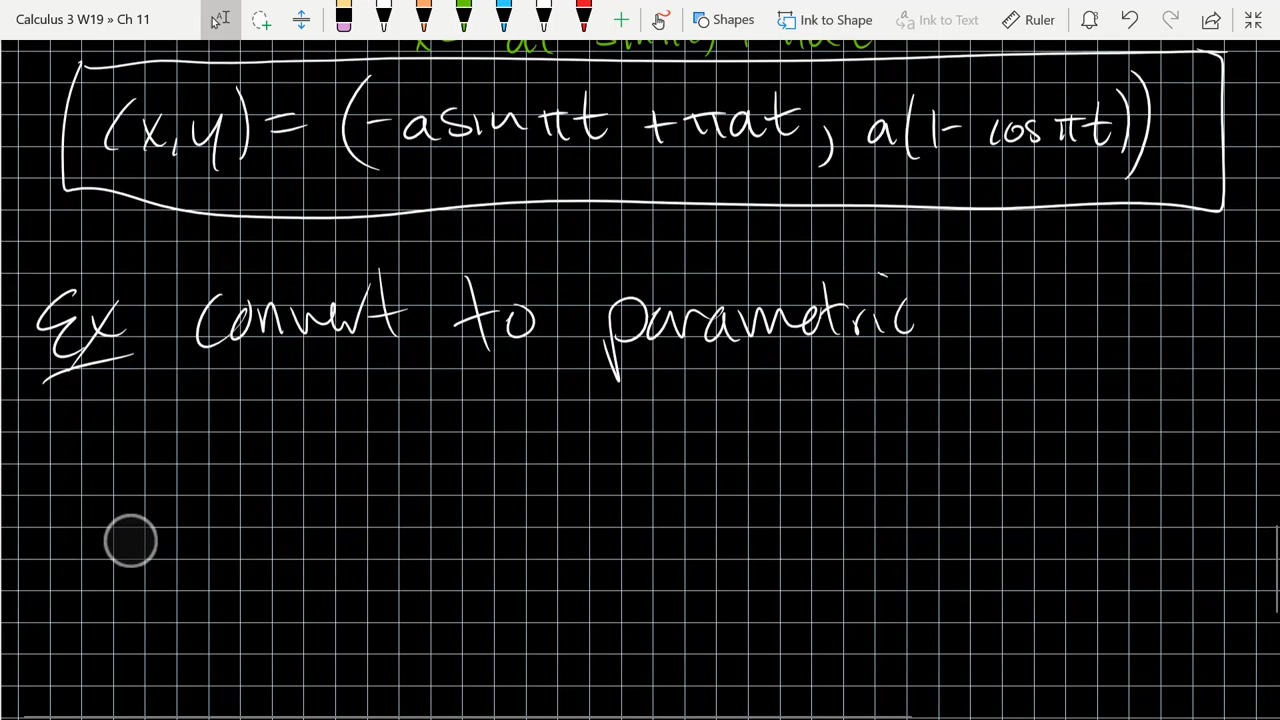 Calculus 3 W19 » Ch 11
Shapes
Ink to Shape
Ink to Text
Ruler
(x,y) = (-a sin πt + πat, a(1- cos πt))
Ex convert to parametric